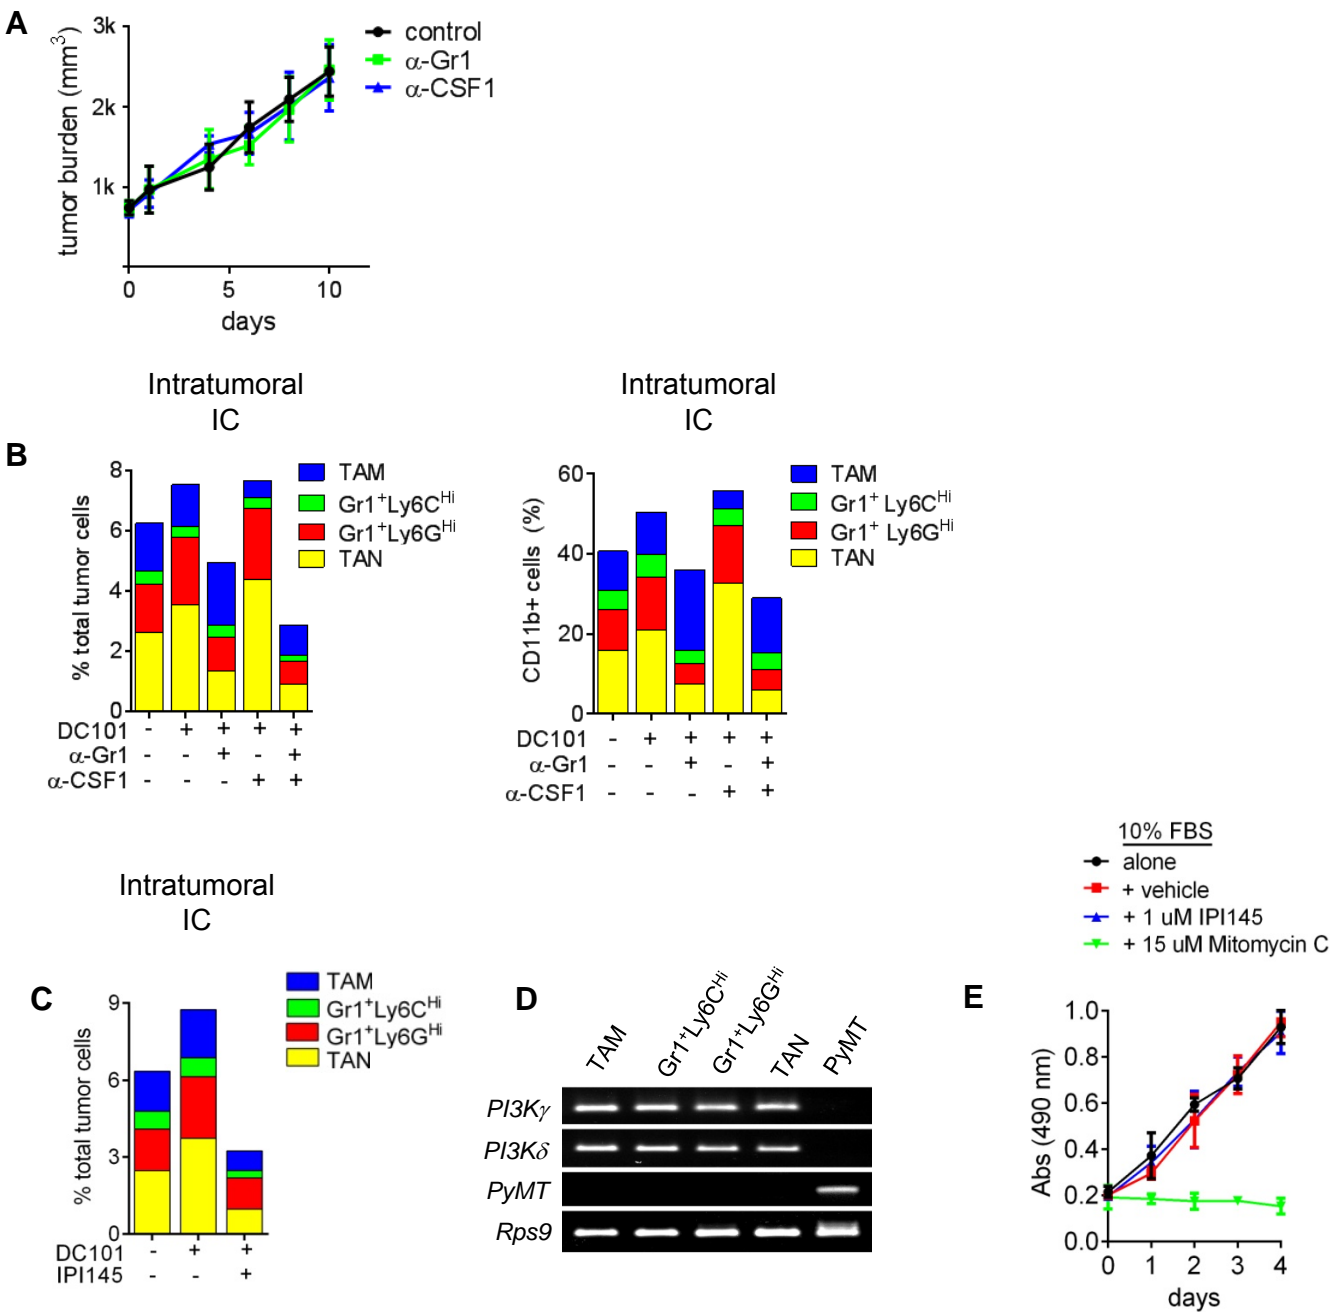 A
tumor burden (mm³)
3k
2k
1k
0
5
10
days
control
α-Gr1
α-CSF1
B
Intratumoral
IC
% total tumor cells
8
6
4
2
0
TAM
Gr1⁺Ly6Cᴴⁱ
Gr1⁺Ly6Gᴴⁱ
TAN
DC101 - + + + +
α-Gr1 - - + - +
α-CSF1 - - - + +
Intratumoral
IC
CD11b+ cells (%)
60
40
20
0
TAM
Gr1⁺ Ly6Cᴴⁱ
Gr1⁺ Ly6Gᴴⁱ
TAN
DC101 - + + + +
α-Gr1 - - + - +
α-CSF1 - - - + +
C
Intratumoral
IC
% total tumor cells
9
6
3
0
TAM
Gr1⁺Ly6Cᴴⁱ
Gr1⁺Ly6Gᴴⁱ
TAN
DC101 - + +
IPI145 - - +
D
TAM
Gr1⁺Ly6Cᴴⁱ
Gr1⁺Ly6Gᴴⁱ
TAN
PyMT
PI3Kγ
PI3Kδ
PyMT
Rps9
E
10% FBS
alone
+ vehicle
+ 1 uM IPI145
+ 15 uM Mitomycin C
Abs (490 nm)
1.0
0.8
0.6
0.4
0.2
0.0
0 1 2 3 4
days